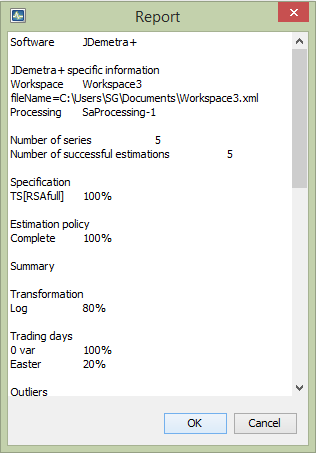 Report
Software JDemetra+
JDemetra+ specific information
Workspace Workspace3
fileName=C:\Users\SG\Documents\Workspace3.xml
Processing SaProcessing-1
Number of series 5
Number of successful estimations 5
Specification
TS[RSAfull] 100%
Estimation policy
Complete 100%
Summary
Transformation
Log 80%
Trading days
0 var 100%
Easter 20%
Outliers
OK Cancel